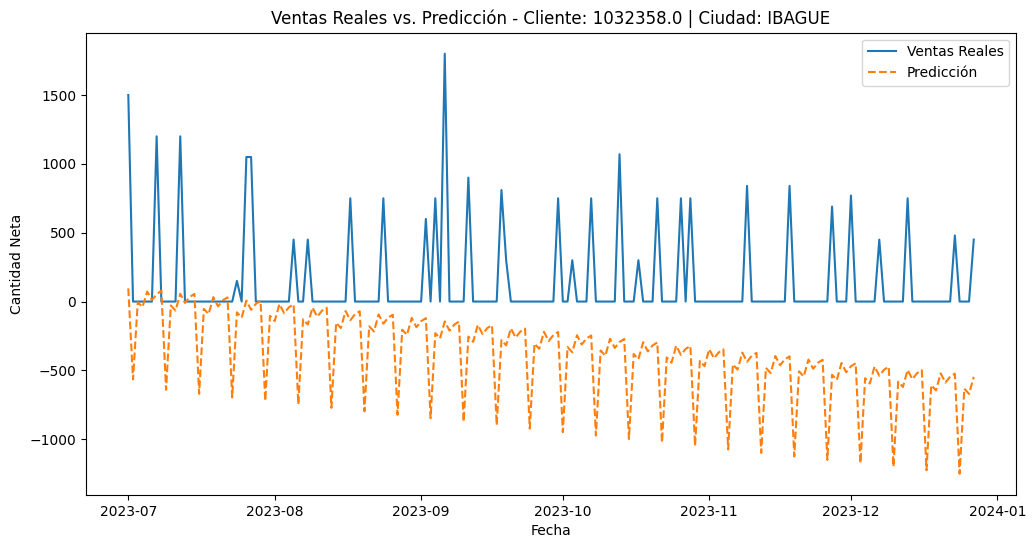 Ventas Reales vs. Predicción - Cliente: 1032358.0 | Ciudad: IBAGUE
Ventas Reales
Predicción
Cantidad Neta
1500
1000
500
0
−500
−1000
2023-07
2023-08
2023-09
2023-10
2023-11
2023-12
2024-01
Fecha